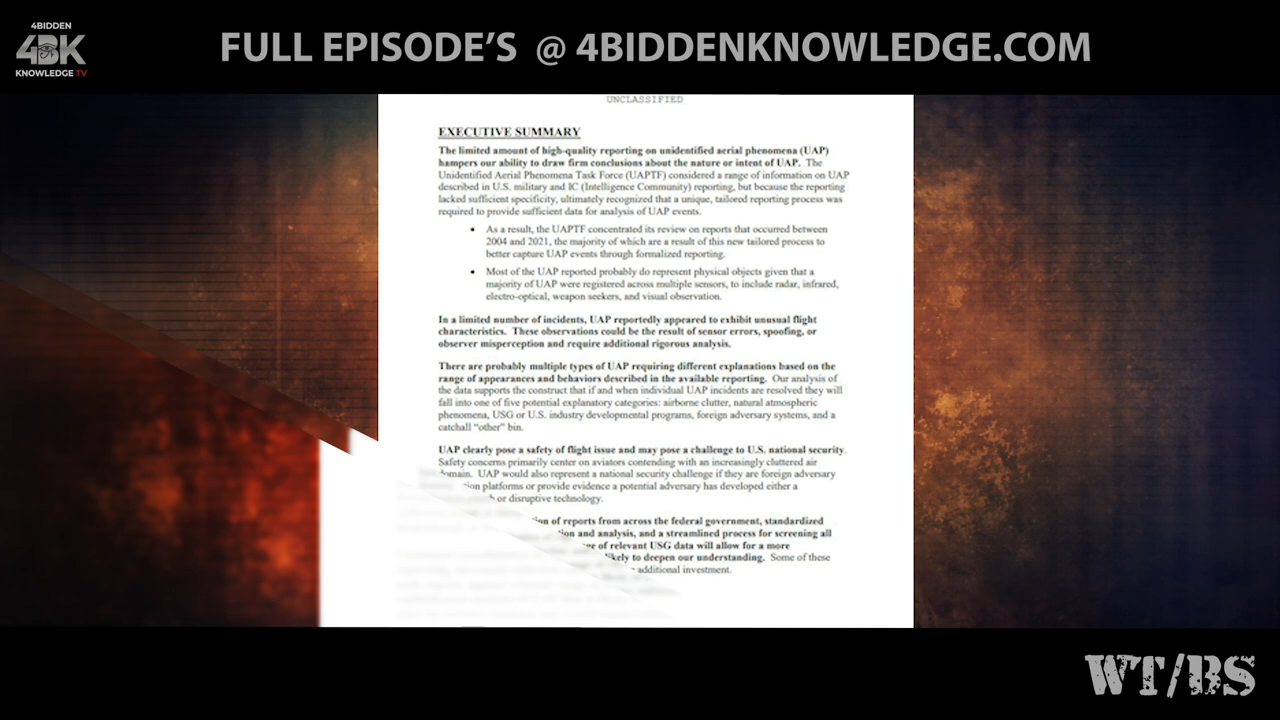 4BIDDEN
4BK
KNOWLEDGE TV
FULL EPISODE'S @ 4BIDDENKNOWLEDGE.COM
UNCLASSIFIED
EXECUTIVE SUMMARY
The limited amount of high-quality reporting on unidentified aerial phenomena (UAP)
hampers our ability to draw firm conclusions about the nature or intent of UAP. The
Unidentified Aerial Phenomena Task Force (UAPTF) considered a range of information on UAP
described in U.S. military and IC (Intelligence Community) reporting, but because the reporting
lacked sufficient specificity, ultimately recognized that a unique, tailored reporting process was
required to provide sufficient data for analysis of UAP events.
• As a result, the UAPTF concentrated its review on reports that occurred between
2004 and 2021, the majority of which are a result of this new tailored process to
better capture UAP events through formalized reporting.
• Most of the UAP reported probably do represent physical objects given that a
majority of UAP were registered across multiple sensors, to include radar, infrared,
electro-optical, weapon seekers, and visual observation.
In a limited number of incidents, UAP reportedly appeared to exhibit unusual flight
characteristics. These observations could be the result of sensor errors, spoofing, or
observer misperception and require additional rigorous analysis.
There are probably multiple types of UAP requiring different explanations based on the
range of appearances and behaviors described in the available reporting. Our analysis of
the data supports the construct that if and when individual UAP incidents are resolved they will
fall into one of five potential explanatory categories: airborne clutter, natural atmospheric
phenomena, USG or U.S. industry developmental programs, foreign adversary systems, and a
catchall "other" bin.
UAP clearly pose a safety of flight issue and may pose a challenge to U.S. national security.
Safety concerns primarily center on aviators contending with an increasingly cluttered air
domain. UAP would also represent a national security challenge if they are foreign adversary
platforms or provide evidence a potential adversary has developed either a
or disruptive technology.
of reports from across the federal government, standardized
and analysis, and a streamlined process for screening all
of relevant USG data will allow for a more
likely to deepen our understanding. Some of these
additional investment.
WT/BS